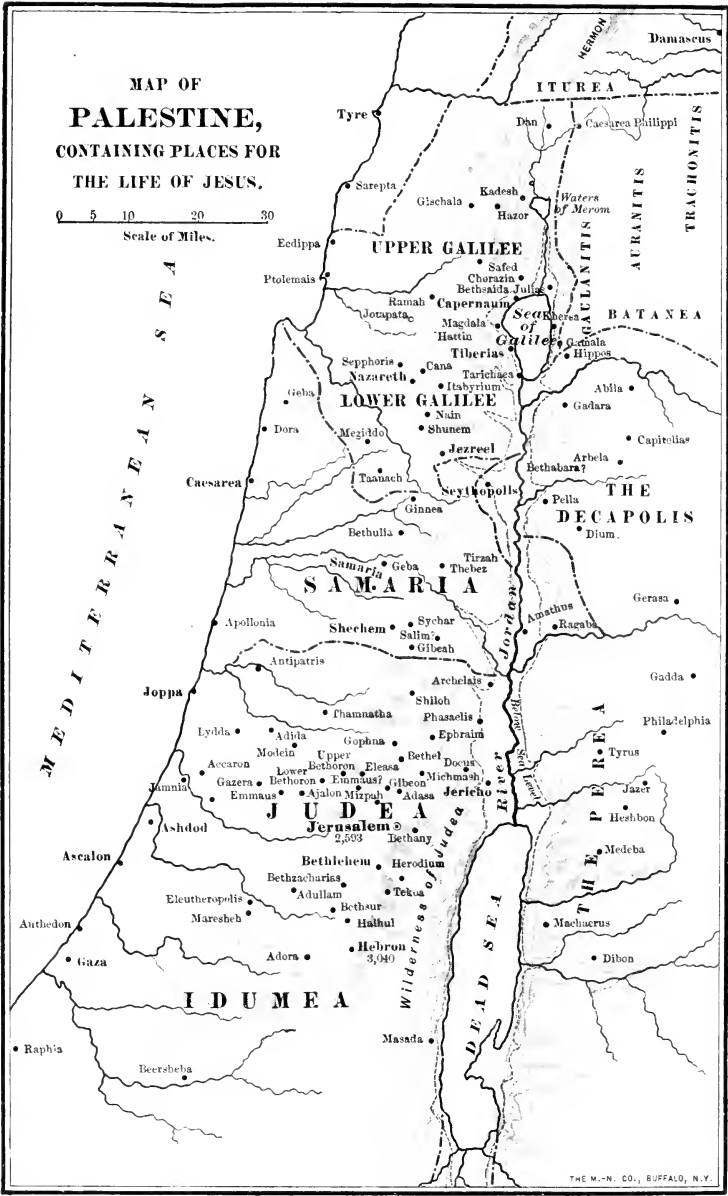 MAP OF
PALESTINE,
CONTAINING PLACES FOR
THE LIFE OF JESUS.
0 5 10 20 30
Scale of Miles.
HERMON
Damascus
ITUREA
Tyre
Dan
Caesarea Philippi
TRACHONITIS
AURANITIS
GAULANITIS
Sarepta
Kadesh
Gischala
Hazor
Waters
of Merom
Ecdippa
UPPER GALILEE
Safed
Chorazin
Ptolemais
Bethsaida Julias
Ramah
Capernaum
Jotapata
Sea
of
Galilee
Khersa
BATANEA
Magdala
Hattin
Gamala
Tiberias
Hippos
Sepphoris
Cana
Tarichaea
Nazareth
Itabyrium
Abila
LOWER GALILEE
Geba
Gadara
Nain
Dora
Shunem
Megiddo
Capitolias
Jezreel
Arbela
Bethabara?
Taanach
Caesarea
Scythopolls
THE
DECAPOLIS
Pella
Ginnea
Dium.
Bethulia
Tirzah
Samaria
Geba
Thebez
SAMARIA
Gerasa
Amathus
Apollonia
Sychar
Shechem
Ragaba
Salim?
Gibeah
Antipatris
Archelais
Gadda
Joppa
Shiloh
Thamnatha
Phasaelis
Philadelphia
Lydda
Adida
Ephraim
Modein
Gophna
Tyrus
Upper
Bethoron
Bethel
Accaron
Lower
Bethoron
Eleasa
Docus
Michmash
Jamnia
Gazera
Emmaus?
Gibeon
Jericho
Jazer
Emmaus
Ajalon
Mizpah
Adasa
JUDEA
Heshbon
Ashdod
Jerusalem
2,593
Bethany
Medeba
Ascalon
Bethlehem
Herodium
Bethzacharias
Adullam
Tekoa
Eleutheropolis
Bethsur
Maresheh
Halhul
Authedon
Machaerus
Hebron
3,040
Adora
Gaza
Dibon
IDUMEA
Masada
Raphia
Beersheba
MEDITERRANEAN SEA
River Jordan
Below Sea Level
THE PEREA
Wilderness of Judea
DEAD SEA
THE M.-N. CO., BUFFALO, N.Y.